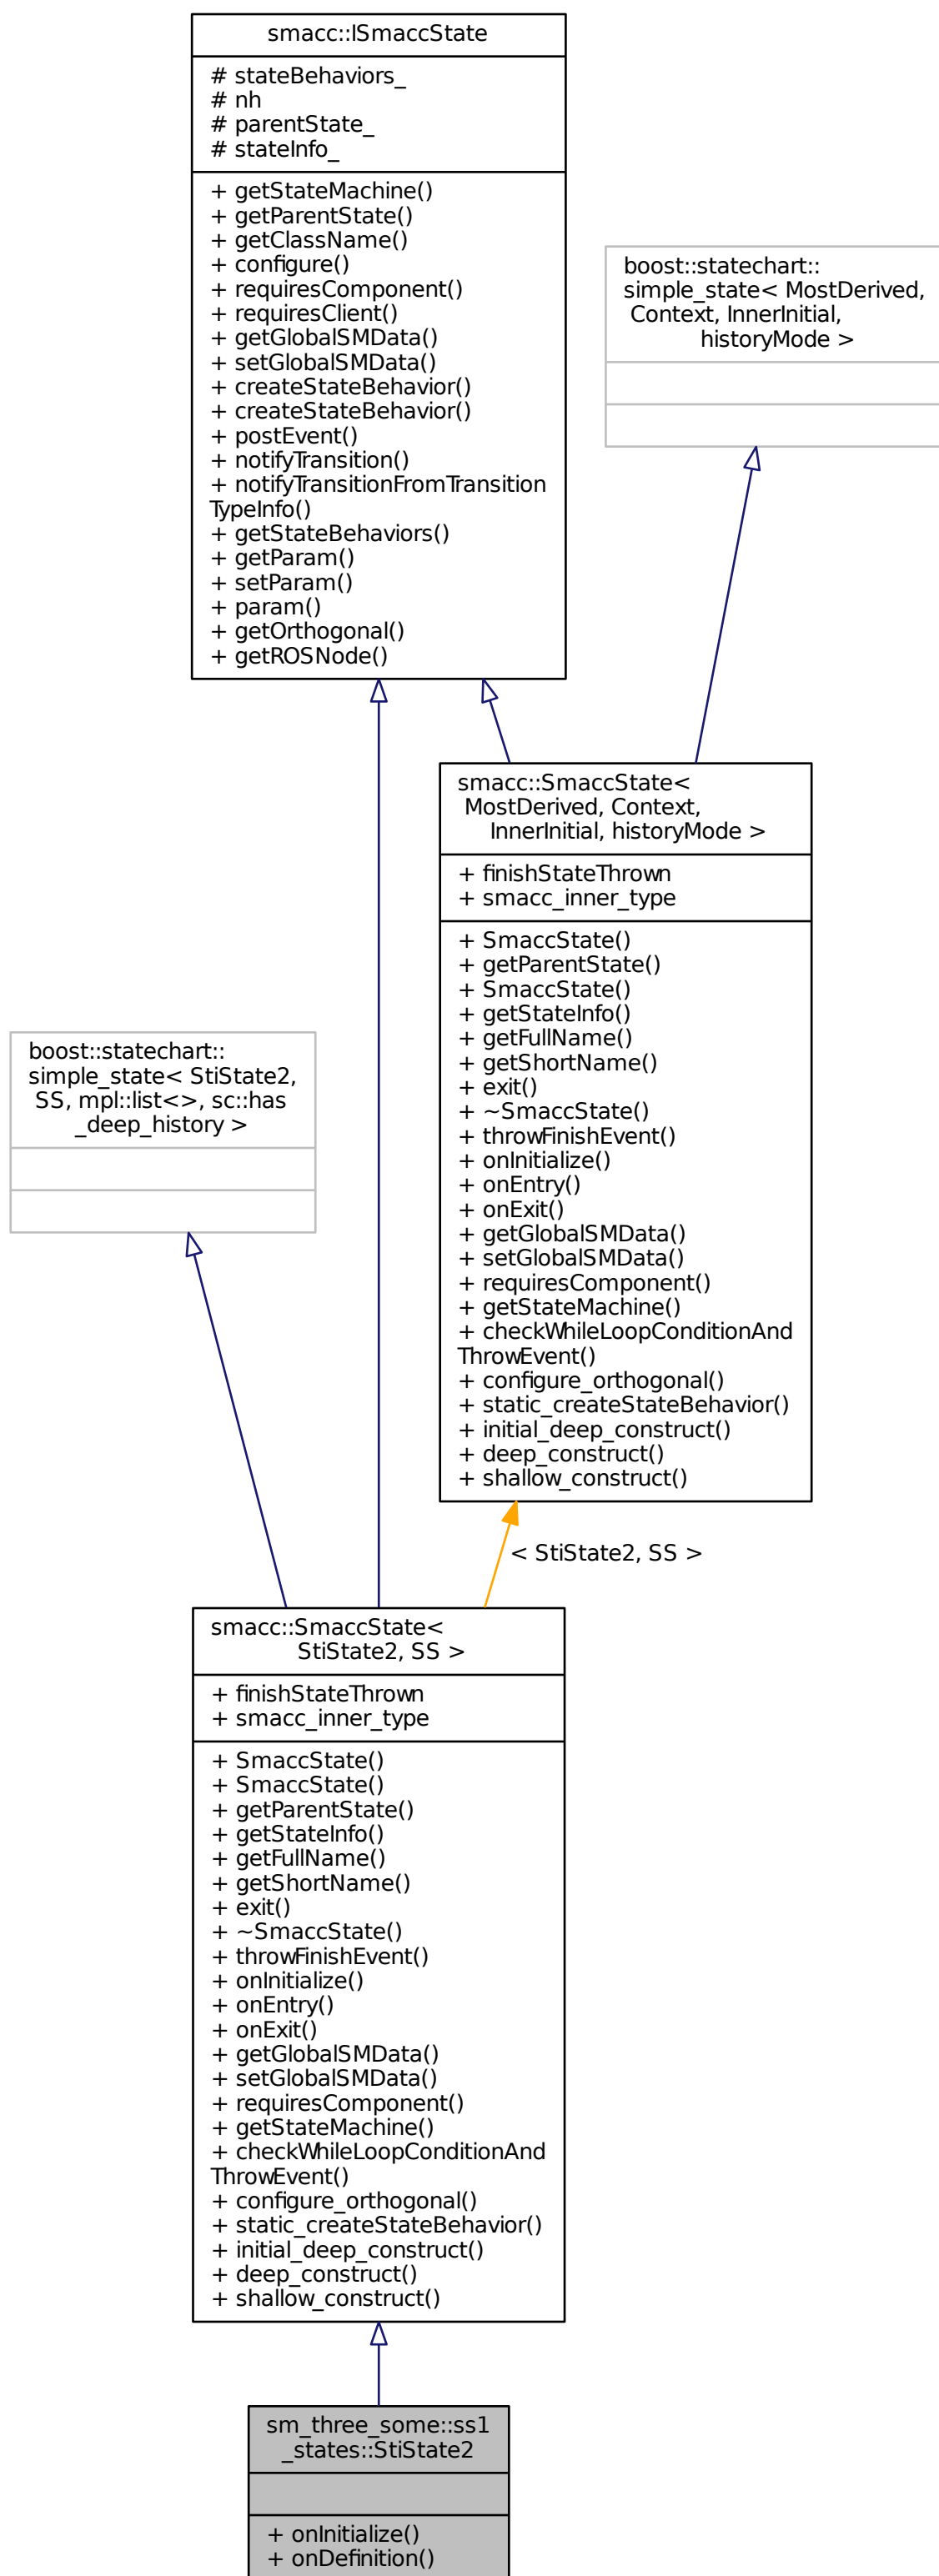 smacc::ISmaccState
# stateBehaviors_
# nh
# parentState_
# stateInfo_
+ getStateMachine()
+ getParentState()
+ getClassName()
+ configure()
+ requiresComponent()
+ requiresClient()
+ getGlobalSMData()
+ setGlobalSMData()
+ createStateBehavior()
+ createStateBehavior()
+ postEvent()
+ notifyTransition()
+ notifyTransitionFromTransition
TypeInfo()
+ getStateBehaviors()
+ getParam()
+ setParam()
+ param()
+ getOrthogonal()
+ getROSNode()
boost::statechart::
simple_state< MostDerived,
Context, InnerInitial,
historyMode >
smacc::SmaccState<
MostDerived, Context,
InnerInitial, historyMode >
+ finishStateThrown
+ smacc_inner_type
+ SmaccState()
+ getParentState()
+ SmaccState()
+ getStateInfo()
+ getFullName()
+ getShortName()
+ exit()
+ ~SmaccState()
+ throwFinishEvent()
+ onInitialize()
+ onEntry()
+ onExit()
+ getGlobalSMData()
+ setGlobalSMData()
+ requiresComponent()
+ getStateMachine()
+ checkWhileLoopConditionAnd
ThrowEvent()
+ configure_orthogonal()
+ static_createStateBehavior()
+ initial_deep_construct()
+ deep_construct()
+ shallow_construct()
boost::statechart::
simple_state< StiState2,
SS, mpl::list<>, sc::has
_deep_history >
< StiState2, SS >
smacc::SmaccState<
StiState2, SS >
+ finishStateThrown
+ smacc_inner_type
+ SmaccState()
+ SmaccState()
+ getParentState()
+ getStateInfo()
+ getFullName()
+ getShortName()
+ exit()
+ ~SmaccState()
+ throwFinishEvent()
+ onInitialize()
+ onEntry()
+ onExit()
+ getGlobalSMData()
+ setGlobalSMData()
+ requiresComponent()
+ getStateMachine()
+ checkWhileLoopConditionAnd
ThrowEvent()
+ configure_orthogonal()
+ static_createStateBehavior()
+ initial_deep_construct()
+ deep_construct()
+ shallow_construct()
sm_three_some::ss1
_states::StiState2
+ onInitialize()
+ onDefinition()